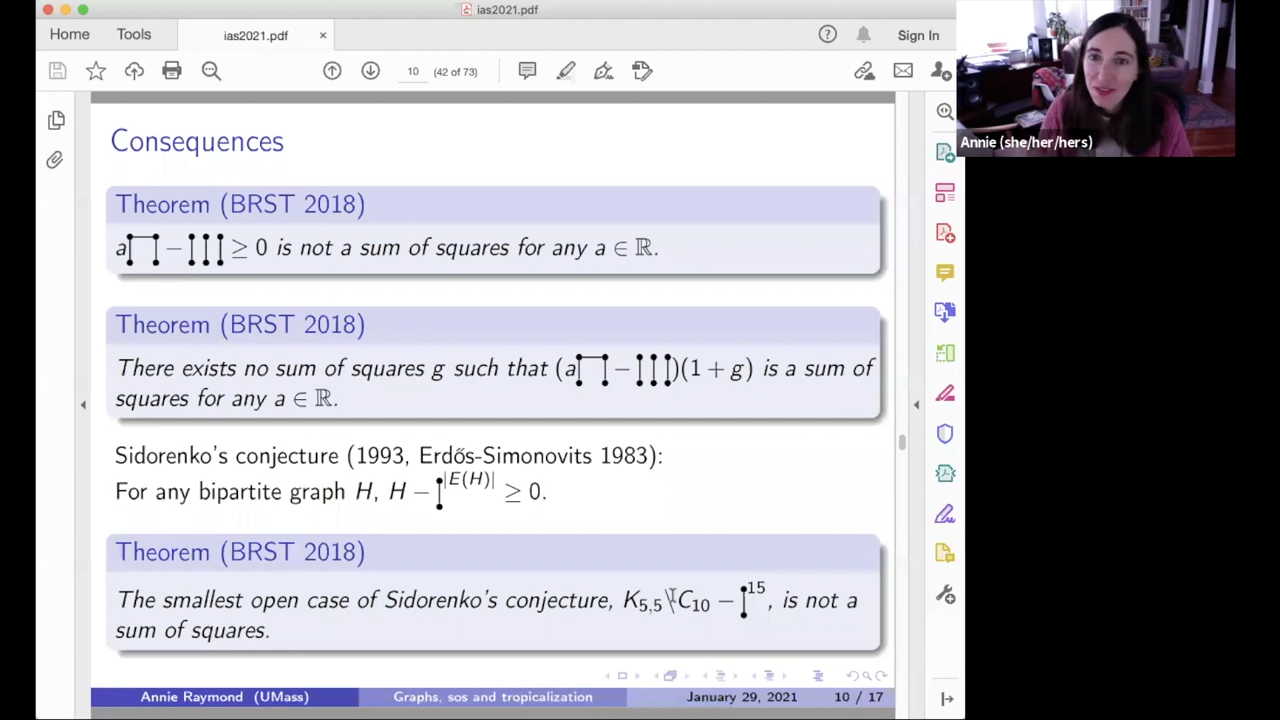 ias2021.pdf
Home Tools ias2021.pdf × Sign In
10 (42 of 73)
Annie (she/her/hers)
Consequences
Theorem (BRST 2018)
a − ≥ 0 is not a sum of squares for any a ∈ ℝ.
Theorem (BRST 2018)
There exists no sum of squares g such that (a − )(1 + g) is a sum of
squares for any a ∈ ℝ.
Sidorenko's conjecture (1993, Erdős-Simonovits 1983):
For any bipartite graph H, H − |E(H)| ≥ 0.
Theorem (BRST 2018)
The smallest open case of Sidorenko's conjecture, K5,5\C10 − 15, is not a
sum of squares.
Annie Raymond (UMass) Graphs, sos and tropicalization January 29, 2021 10 / 17